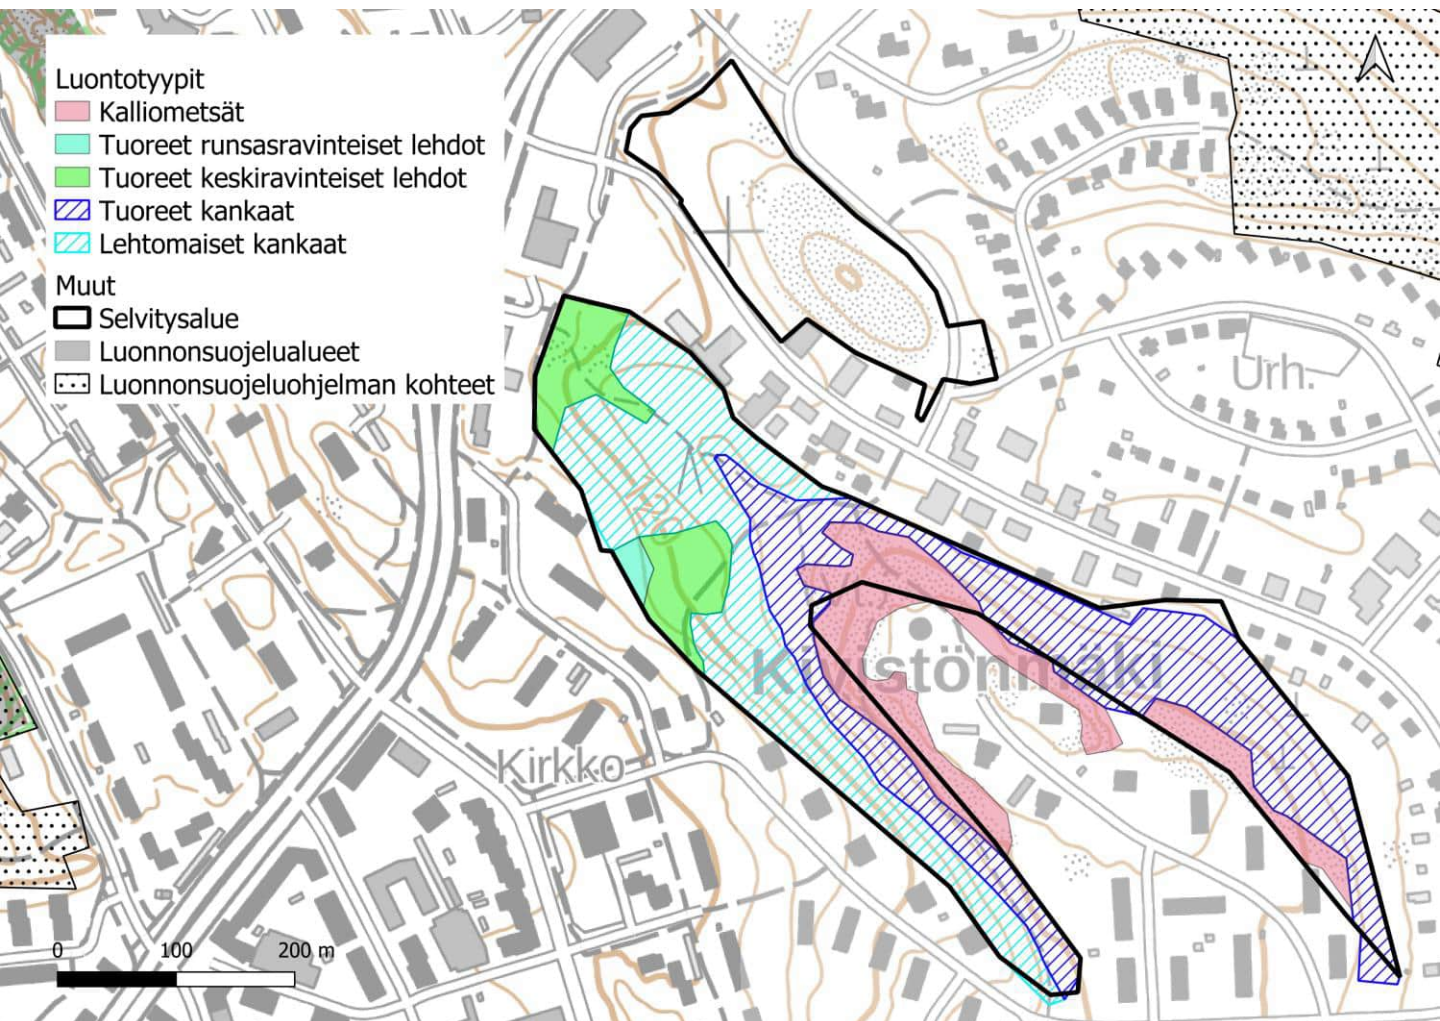 Luontotyypit
Kalliometsät
Tuoreet runsasravinteiset lehdot
Tuoreet keskiravinteiset lehdot
Tuoreet kankaat
Lehtomaiset kankaat
Muut
Selvitysalue
Luonnonsuojelualueet
Luonnonsuojeluohjelman kohteet
Urh.
Kivistönmäki
Kirkko
0 100 200 m